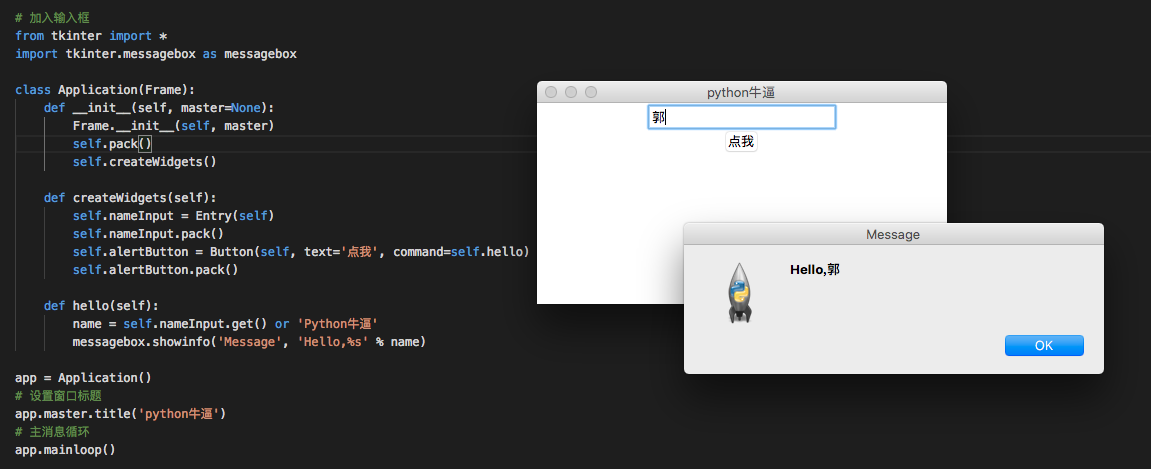 # 加入输入框
from tkinter import *
import tkinter.messagebox as messagebox
class Application(Frame):
def __init__(self, master=None):
Frame.__init__(self, master)
self.pack()
self.createWidgets()
def createWidgets(self):
self.nameInput = Entry(self)
self.nameInput.pack()
self.alertButton = Button(self, text='点我', command=self.hello)
self.alertButton.pack()
def hello(self):
name = self.nameInput.get() or 'Python牛逼'
messagebox.showinfo('Message', 'Hello,%s' % name)
app = Application()
# 设置窗口标题
app.master.title('python牛逼')
# 主消息循环
app.mainloop()
python牛逼
郭
点我
Message
Hello,郭
OK